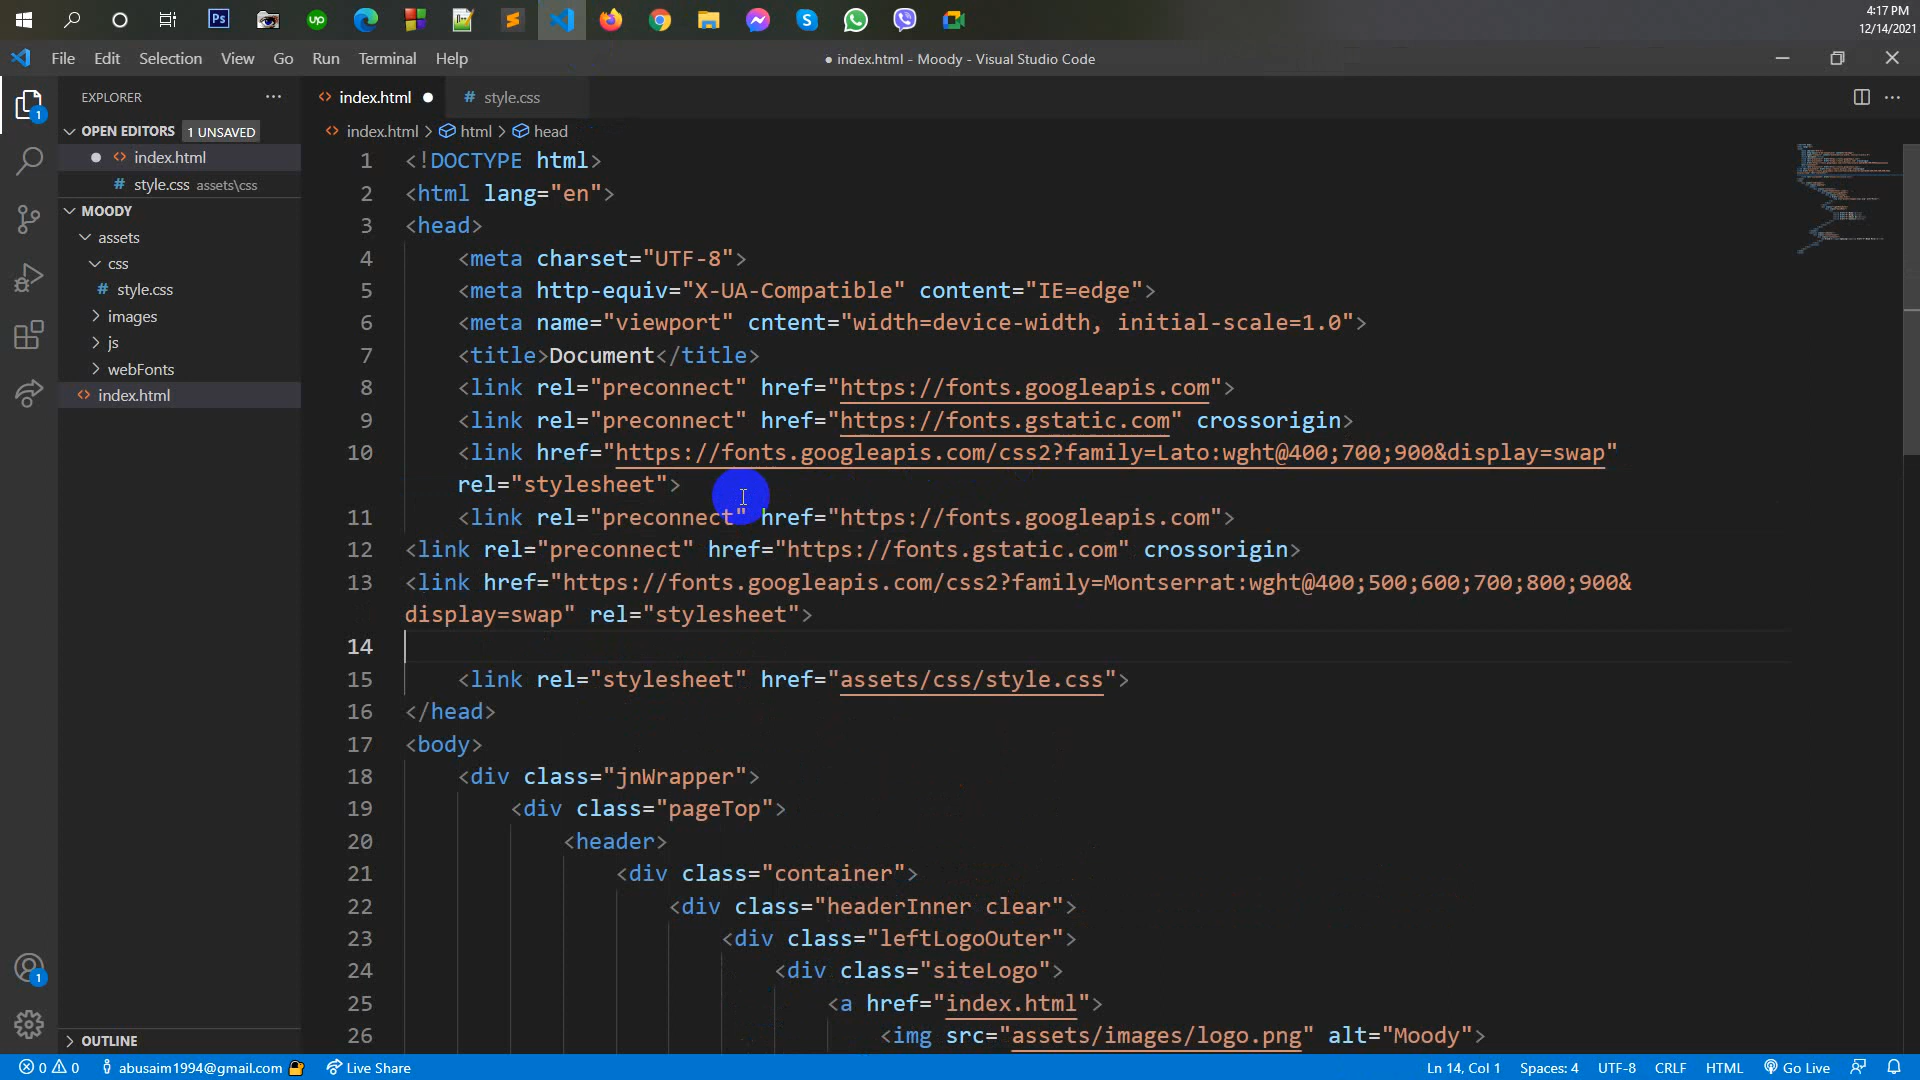 Ps
up
4:17 PM
12/14/2021
File Edit Selection View Go Run Terminal Help
● index.html - Moody - Visual Studio Code
EXPLORER
index.html
# style.css
1
OPEN EDITORS 1 UNSAVED
index.html > html > head
index.html
# style.css assets\css
MOODY
assets
css
# style.css
images
js
webFonts
index.html
1 <!DOCTYPE html>
2 <html lang="en">
3 <head>
4 <meta charset="UTF-8">
5 <meta http-equiv="X-UA-Compatible" content="IE=edge">
6 <meta name="viewport" cntent="width=device-width, initial-scale=1.0">
7 <title>Document</title>
8 <link rel="preconnect" href="https://fonts.googleapis.com">
9 <link rel="preconnect" href="https://fonts.gstatic.com" crossorigin>
10 <link href="https://fonts.googleapis.com/css2?family=Lato:wght@400;700;900&display=swap"
rel="stylesheet">
11 <link rel="preconnect" href="https://fonts.googleapis.com">
12 <link rel="preconnect" href="https://fonts.gstatic.com" crossorigin>
13 <link href="https://fonts.googleapis.com/css2?family=Montserrat:wght@400;500;600;700;800;900&
display=swap" rel="stylesheet">
14
15 <link rel="stylesheet" href="assets/css/style.css">
16 </head>
17 <body>
18 <div class="jnWrapper">
19 <div class="pageTop">
20 <header>
21 <div class="container">
22 <div class="headerInner clear">
23 <div class="leftLogoOuter">
24 <div class="siteLogo">
25 <a href="index.html">
26 <img src="assets/images/logo.png" alt="Moody">
1
OUTLINE
0 0 abusaim1994@gmail.com Live Share
Ln 14, Col 1 Spaces: 4 UTF-8 CRLF HTML Go Live